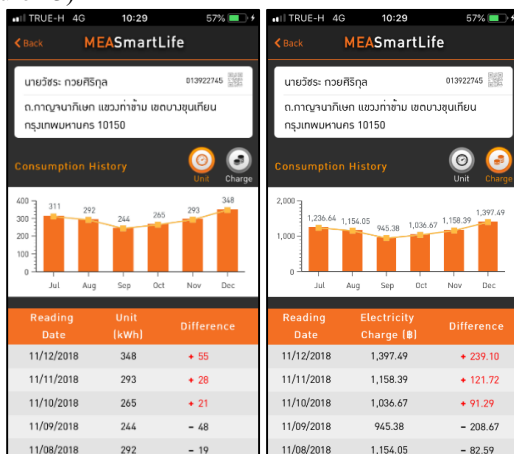 TRUE-H 4G 10:29 57%
Back MEASmartLife
นายวัชระ กวยศิริกุล 013922745
ถ.กาญจนาภิเษก แขวงท่าข้าม เขตบางขุนเทียน
กรุงเทพมหานคร 10150
Consumption History
Unit Charge
400
300
200
100
0
311 292 244 265 293 348
Jul Aug Sep Oct Nov Dec
Reading Date Unit (kWh) Difference
11/12/2018 348 + 55
11/11/2018 293 + 28
11/10/2018 265 + 21
11/09/2018 244 - 48
11/08/2018 292 - 19
TRUE-H 4G 10:29 57%
Back MEASmartLife
นายวัชระ กวยศิริกุล 013922745
ถ.กาญจนาภิเษก แขวงท่าข้าม เขตบางขุนเทียน
กรุงเทพมหานคร 10150
Consumption History
Unit Charge
2,000
1,000
0
1,236.64 1,154.05 945.38 1,036.67 1,158.39 1,397.49
Jul Aug Sep Oct Nov Dec
Reading Date Electricity Charge (฿) Difference
11/12/2018 1,397.49 + 239.10
11/11/2018 1,158.39 + 121.72
11/10/2018 1,036.67 + 91.29
11/09/2018 945.38 - 208.67
11/08/2018 1,154.05 - 82.59